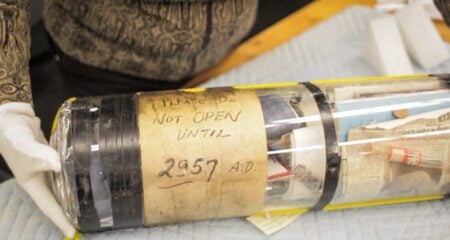 PLEASE DO
NOT OPEN
UNTIL
2957 A.D.